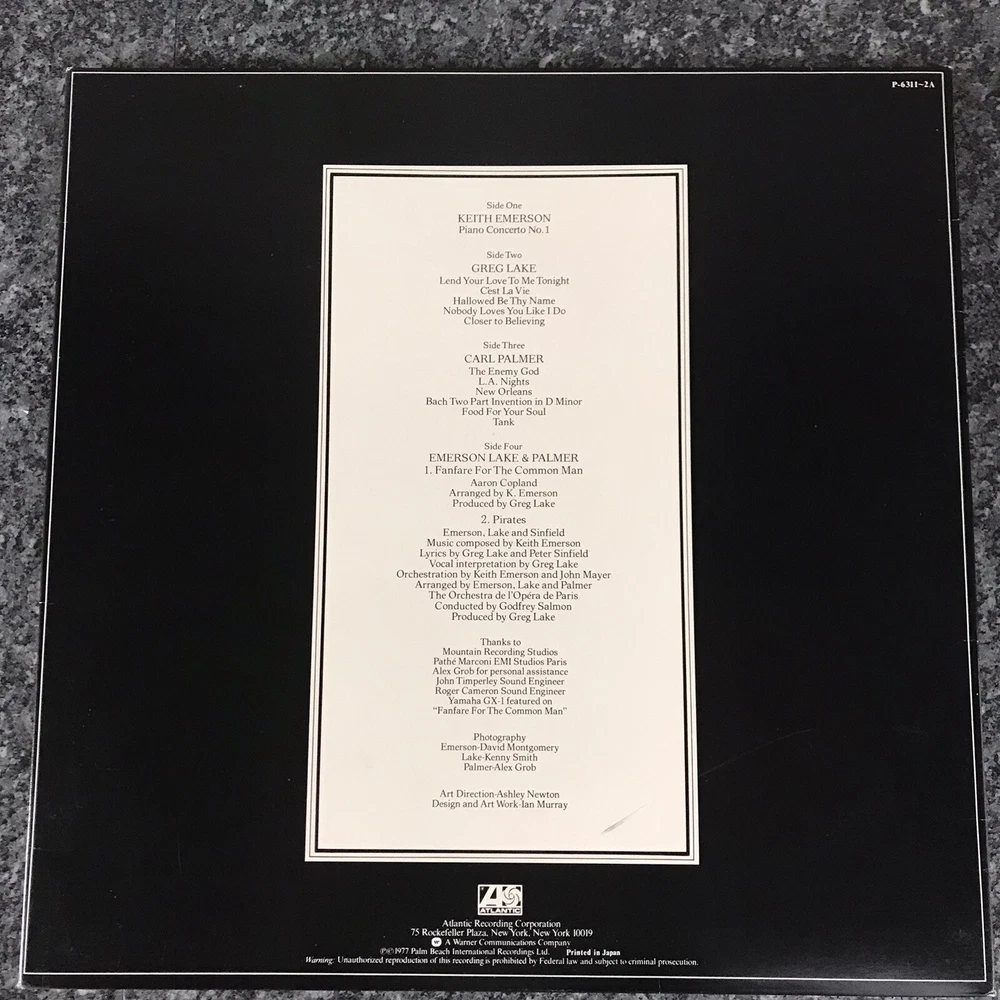 P-6311~2A
Side One
KEITH EMERSON
Piano Concerto No. 1
Side Two
GREG LAKE
Lend Your Love To Me Tonight
C'est La Vie
Hallowed Be Thy Name
Nobody Loves You Like I Do
Closer to Believing
Side Three
CARL PALMER
The Enemy God
L.A. Nights
New Orleans
Bach Two Part Invention in D Minor
Food For Your Soul
Tank
Side Four
EMERSON LAKE & PALMER
1. Fanfare For The Common Man
Aaron Copland
Arranged by K. Emerson
Produced by Greg Lake
2. Pirates
Emerson, Lake and Sinfield
Music composed by Keith Emerson
Lyrics by Greg Lake and Peter Sinfield
Vocal interpretation by Greg Lake
Orchestration by Keith Emerson and John Mayer
Arranged by Emerson, Lake and Palmer
The Orchestra de l'Opéra de Paris
Conducted by Godfrey Salmon
Produced by Greg Lake
Thanks to
Mountain Recording Studios
Pathé Marconi EMI Studios Paris
Alex Grob for personal assistance
John Timperley Sound Engineer
Roger Cameron Sound Engineer
Yamaha GX-1 featured on
"Fanfare For The Common Man"
Photography
Emerson-David Montgomery
Lake-Kenny Smith
Palmer-Alex Grob
Art Direction-Ashley Newton
Design and Art Work-Ian Murray
ATLANTIC
Atlantic Recording Corporation
75 Rockefeller Plaza, New York, New York 10019
A Warner Communications Company
℗©1977 Palm Beach International Recordings Ltd. Printed in Japan
Warning: Unauthorized reproduction of this recording is prohibited by Federal law and subject to criminal prosecution.